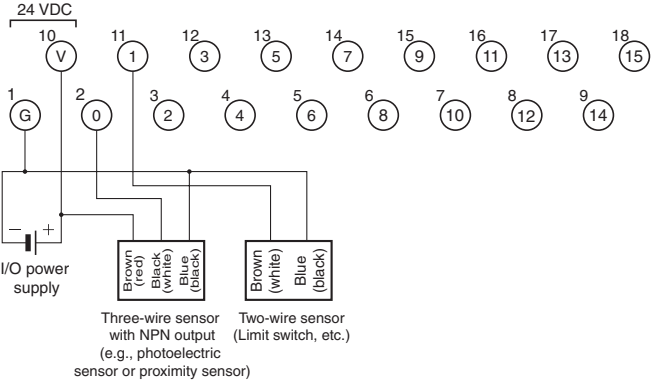 24 VDC
10 11 12 13 14 15 16 17 18
V 1 3 5 7 9 11 13 15
1 2 3 4 5 6 7 8 9
G 0 2 4 6 8 10 12 14
− +
I/O power
supply
Brown
(red)
Black
(white)
Blue
(black)
Brown
(white)
Blue
(black)
Three-wire sensor
with NPN output
(e.g., photoelectric
sensor or proximity sensor)
Two-wire sensor
(Limit switch, etc.)